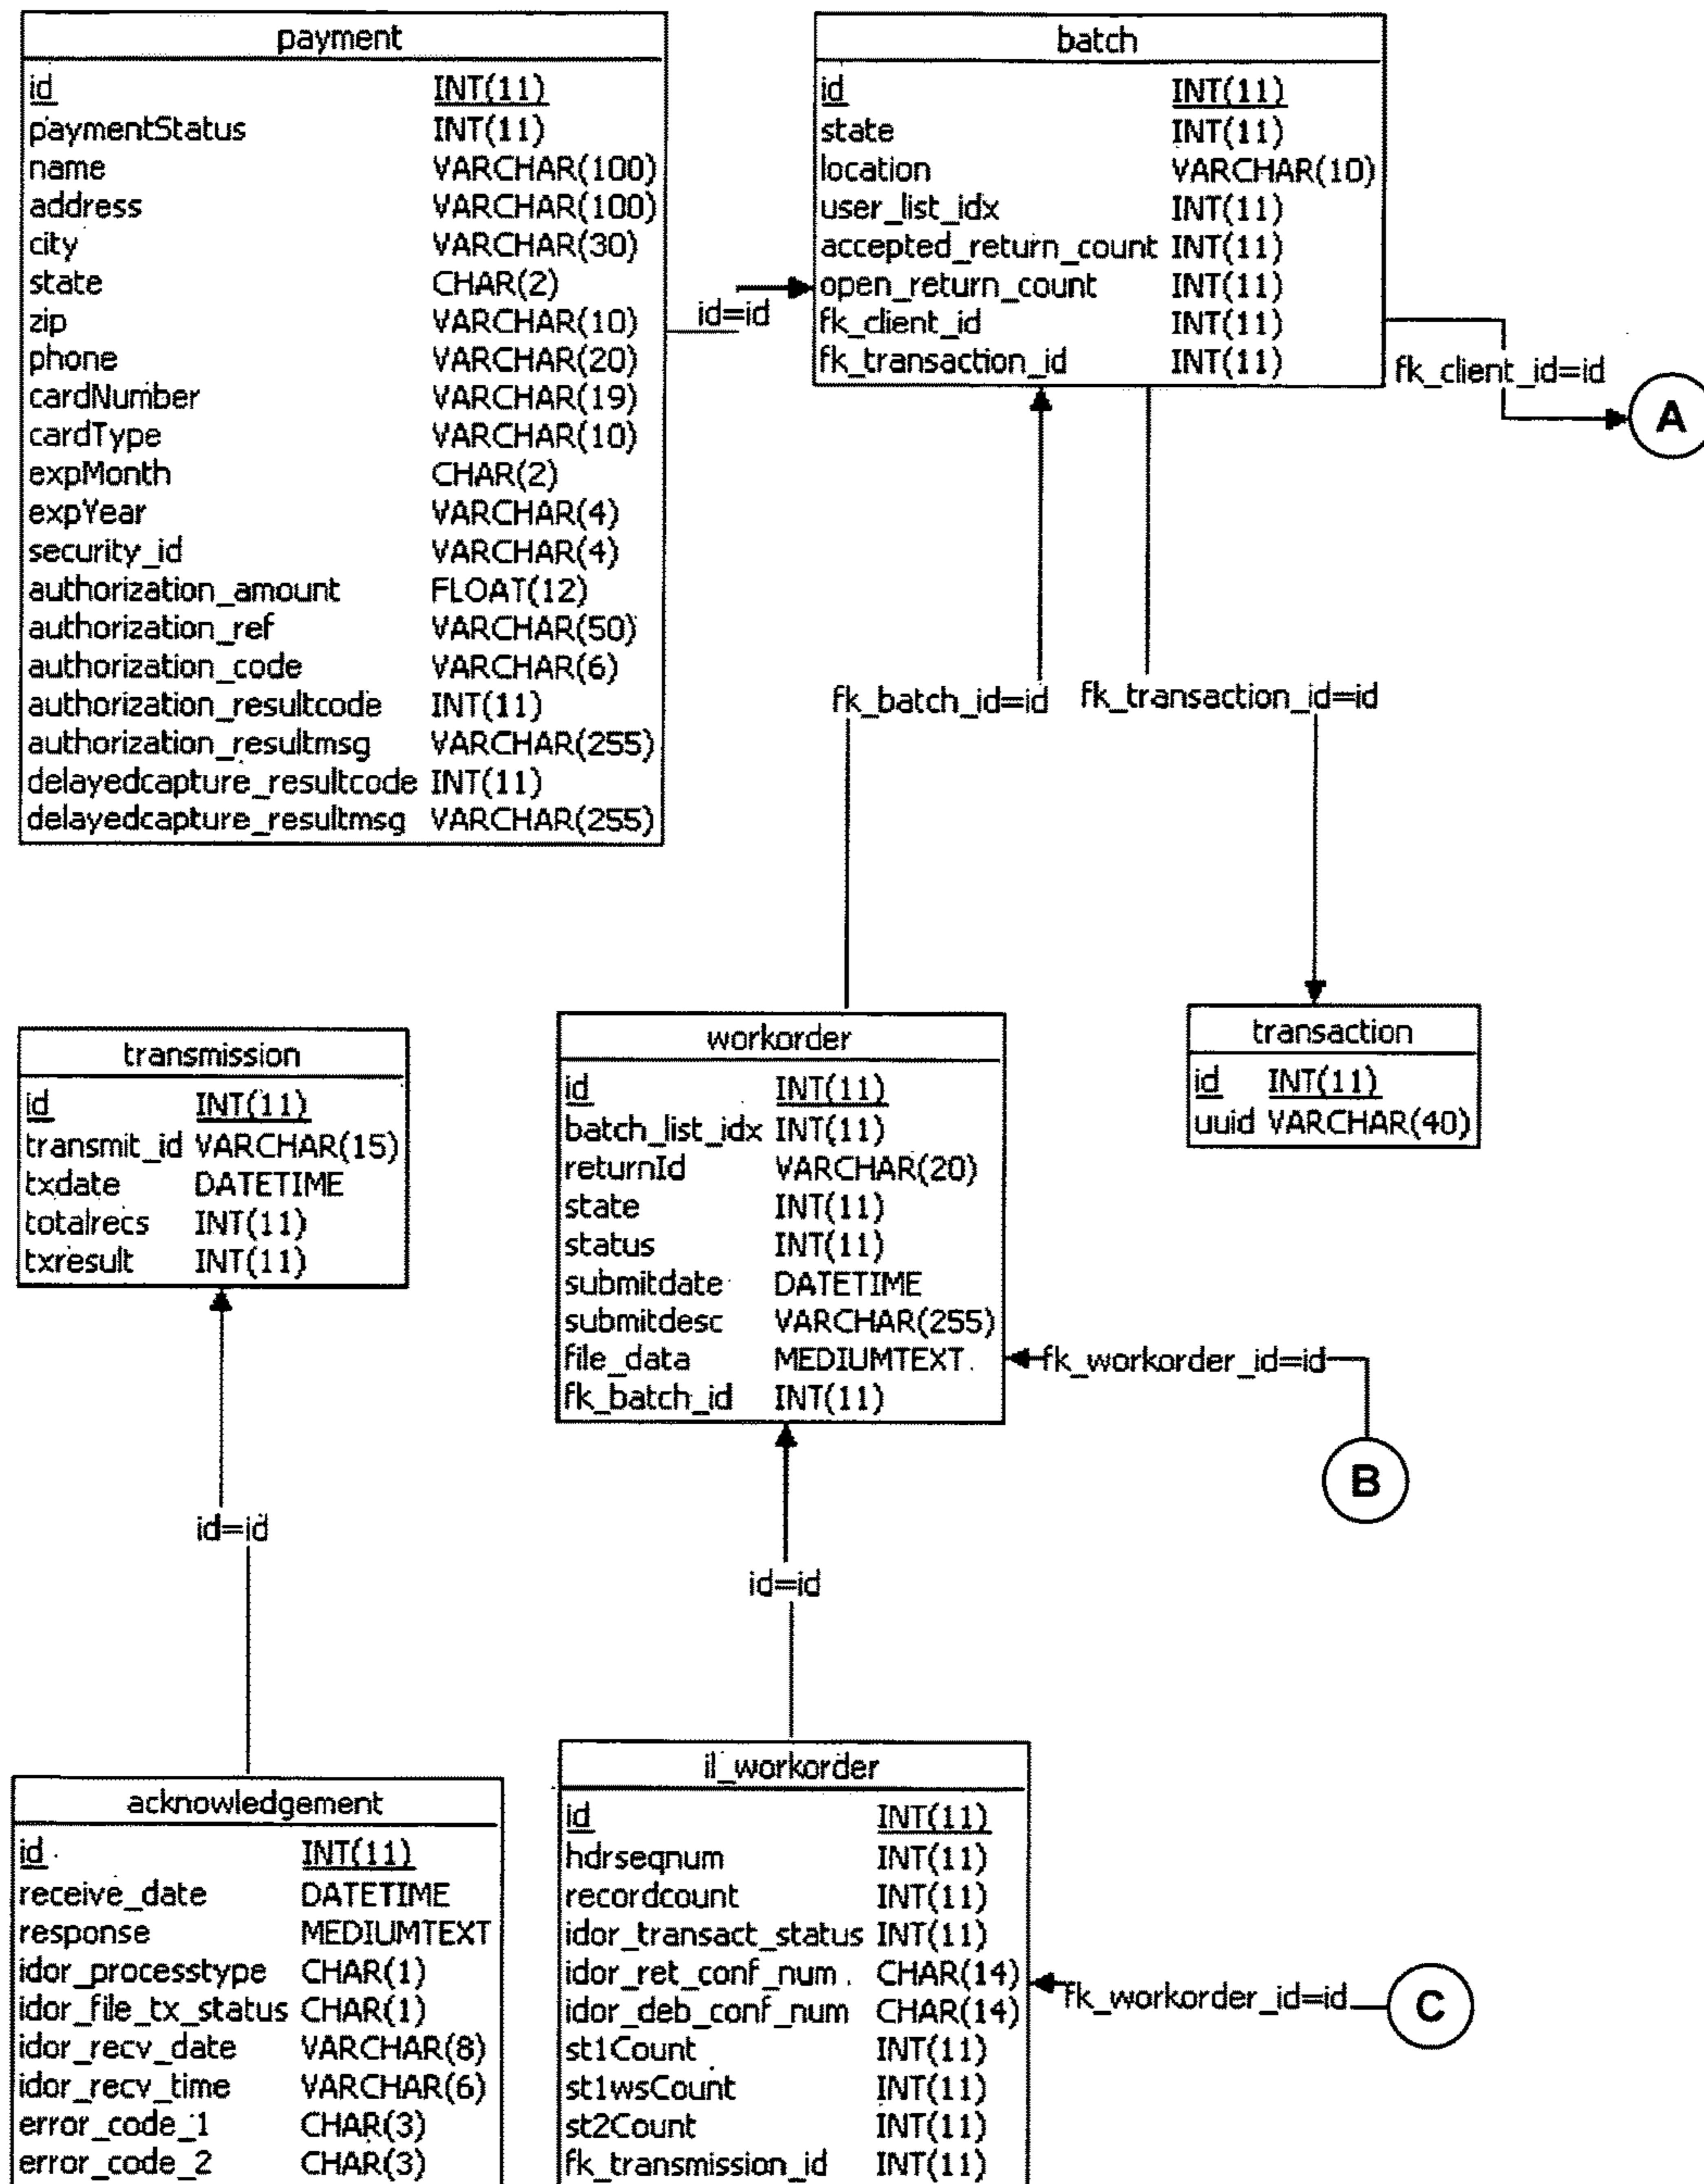 payment
id INT(11)
paymentStatus INT(11)
name VARCHAR(100)
address VARCHAR(100)
city VARCHAR(30)
state CHAR(2)
zip VARCHAR(10)
phone VARCHAR(20)
cardNumber VARCHAR(19)
cardType VARCHAR(10)
expMonth CHAR(2)
expYear VARCHAR(4)
security_id VARCHAR(4)
authorization_amount FLOAT(12)
authorization_ref VARCHAR(50)
authorization_code VARCHAR(6)
authorization_resultcode INT(11)
authorization_resultmsg VARCHAR(255)
delayedcapture_resultcode INT(11)
delayedcapture_resultmsg VARCHAR(255)
id=id
batch
id INT(11)
state INT(11)
location VARCHAR(10)
user_list_idx INT(11)
accepted_return_count INT(11)
open_return_count INT(11)
fk_client_id INT(11)
fk_transaction_id INT(11)
fk_client_id=id
A
fk_batch_id=id
fk_transaction_id=id
transmission
id INT(11)
transmit_id VARCHAR(15)
txdate DATETIME
totalrecs INT(11)
txresult INT(11)
workorder
id INT(11)
batch_list_idx INT(11)
returnId VARCHAR(20)
state INT(11)
status INT(11)
submitdate DATETIME
submitdesc VARCHAR(255)
file_data MEDIUMTEXT
fk_batch_id INT(11)
transaction
id INT(11)
uuid VARCHAR(40)
fk_workorder_id=id
B
id=id
id=id
acknowledgement
id INT(11)
receive_date DATETIME
response MEDIUMTEXT
idor_processtype CHAR(1)
idor_file_tx_status CHAR(1)
idor_recv_date VARCHAR(8)
idor_recv_time VARCHAR(6)
error_code_1 CHAR(3)
error_code_2 CHAR(3)
il_workorder
id INT(11)
hdrseqnum INT(11)
recordcount INT(11)
idor_transact_status INT(11)
idor_ret_conf_num CHAR(14)
idor_deb_conf_num CHAR(14)
st1Count INT(11)
st1wsCount INT(11)
st2Count INT(11)
fk_transmission_id INT(11)
fk_workorder_id=id
C